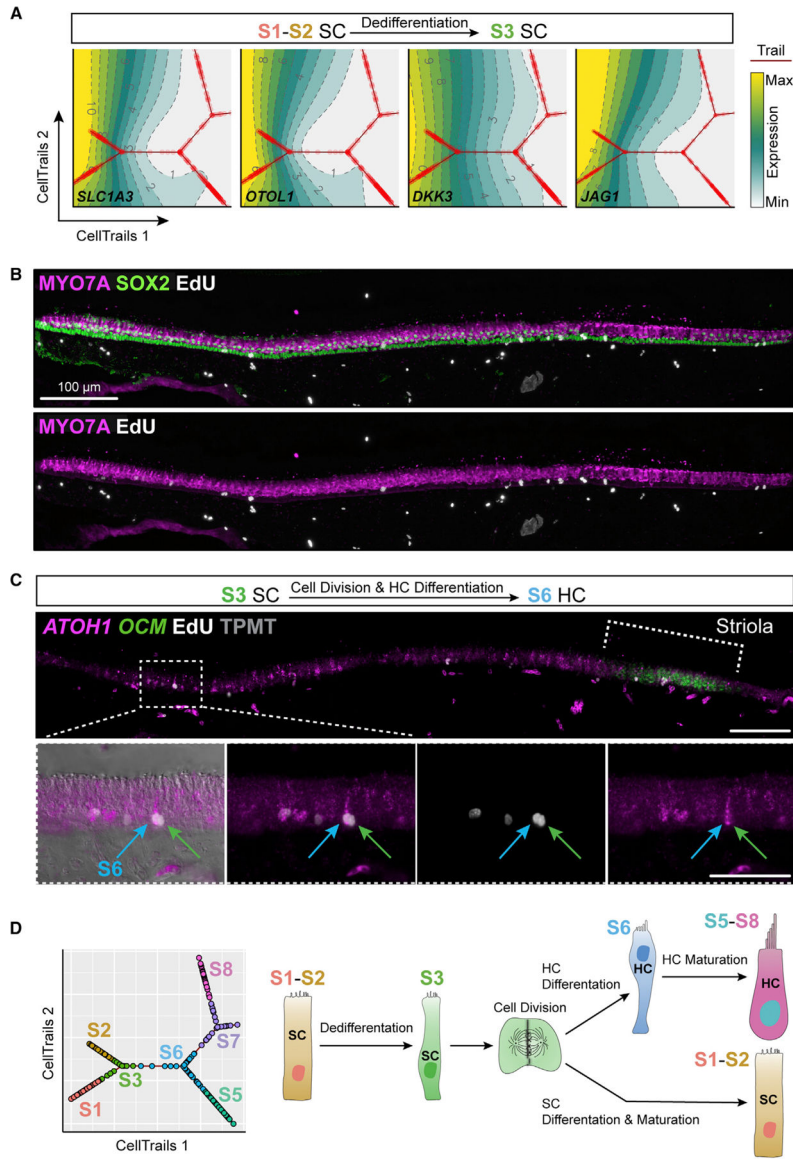 A
S1-S2 SC Dedifferentiation S3 SC
Trail
Max
Expression
Min
CellTrails 2
10
SLC1A3
OTOL1
DKK3
JAG1
CellTrails 1
B
MYO7A SOX2 EdU
100 µm
MYO7A EdU
C
S3 SC Cell Division & HC Differentiation S6 HC
ATOH1 OCM EdU TPMT
Striola
S6
D
CellTrails 2
S8
S7
S2
S6
S3
S1
S5
CellTrails 1
S1-S2
SC
Dedifferentiation
S3
SC
Cell Division
HC
Differentation
S6
HC
HC Maturation
S5-S8
HC
SC
Differentation & Maturation
S1-S2
SC